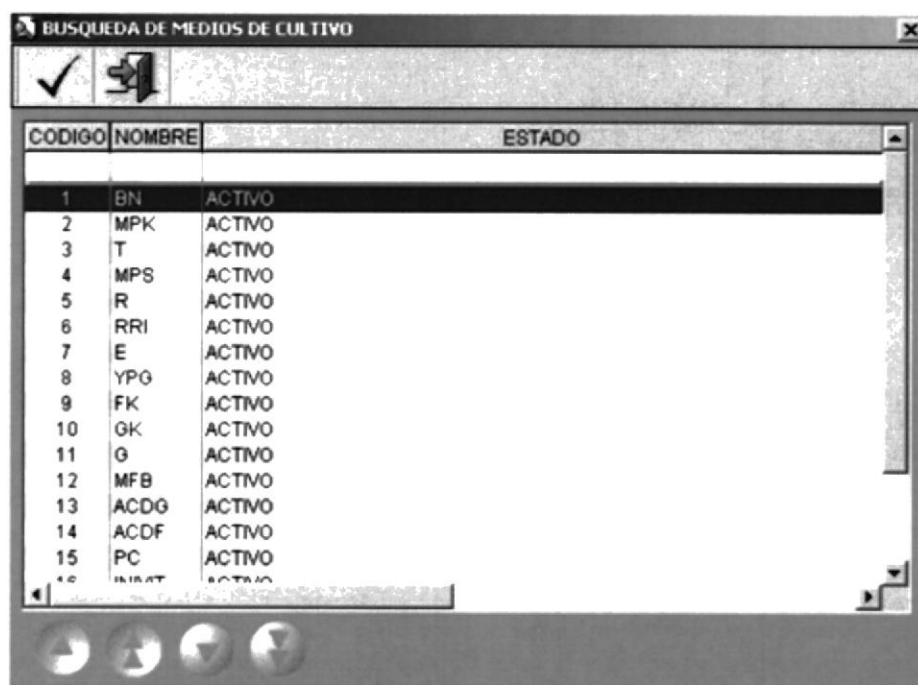 BUSQUEDA DE MEDIOS DE CULTIVO
CODIGO NOMBRE ESTADO
1 BN ACTIVO
2 MPK ACTIVO
3 T ACTIVO
4 MPS ACTIVO
5 R ACTIVO
6 RRI ACTIVO
7 E ACTIVO
8 YPG ACTIVO
9 FK ACTIVO
10 GK ACTIVO
11 G ACTIVO
12 MFB ACTIVO
13 ACDG ACTIVO
14 ACDF ACTIVO
15 PC ACTIVO
16 ACTIVO